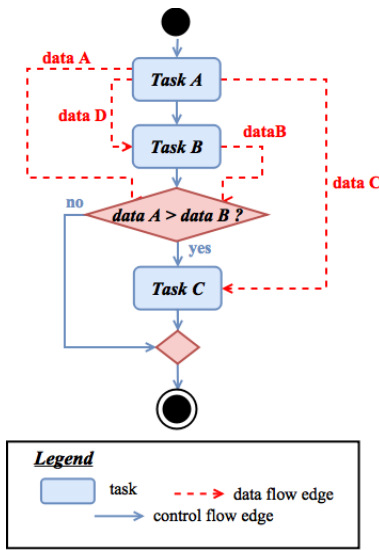 data A
Task A
data D
dataB
Task B
data C
no
data A > data B ?
yes
Task C
Legend
task
data flow edge
control flow edge